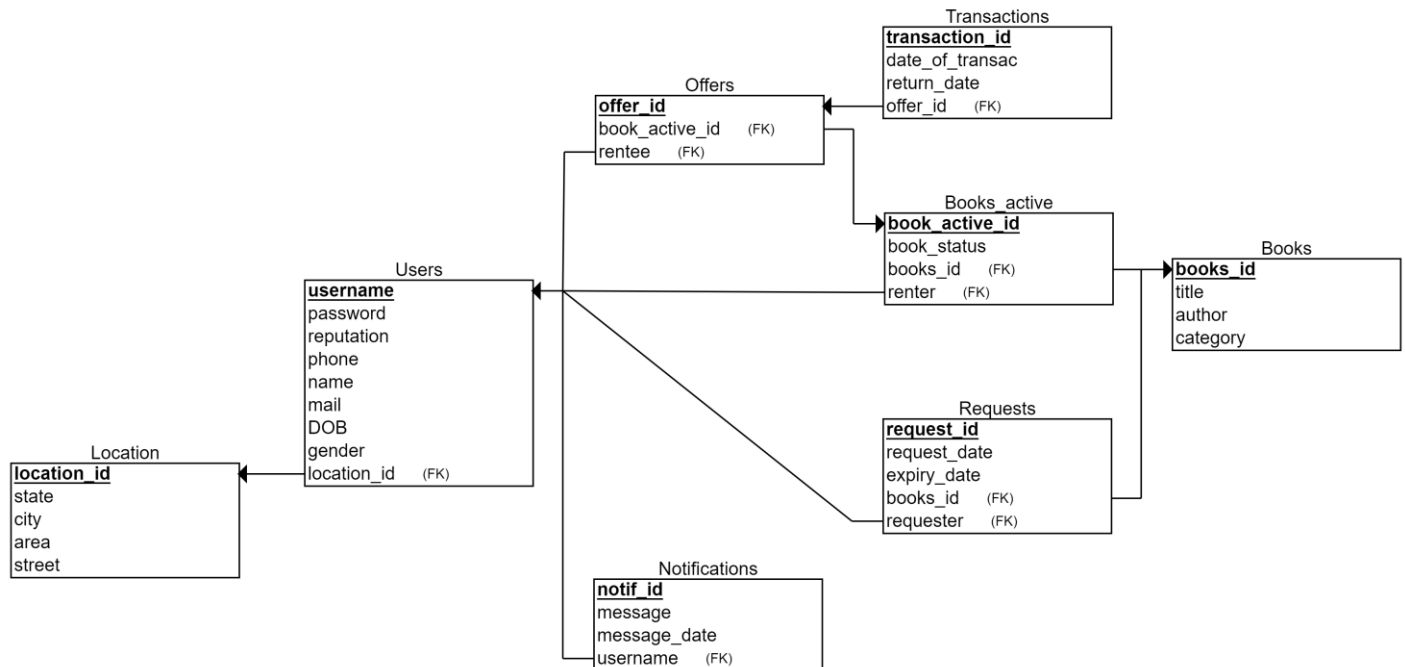 Transactions
transaction_id
date_of_transac
return_date
offer_id (FK)
Offers
offer_id
book_active_id (FK)
rentee (FK)
Books_active
book_active_id
book_status
books_id (FK)
renter (FK)
Books
books_id
title
author
category
Users
username
password
reputation
phone
name
mail
DOB
gender
location_id (FK)
Requests
request_id
request_date
expiry_date
books_id (FK)
requester (FK)
Location
location_id
state
city
area
street
Notifications
notif_id
message
message_date
username (FK)